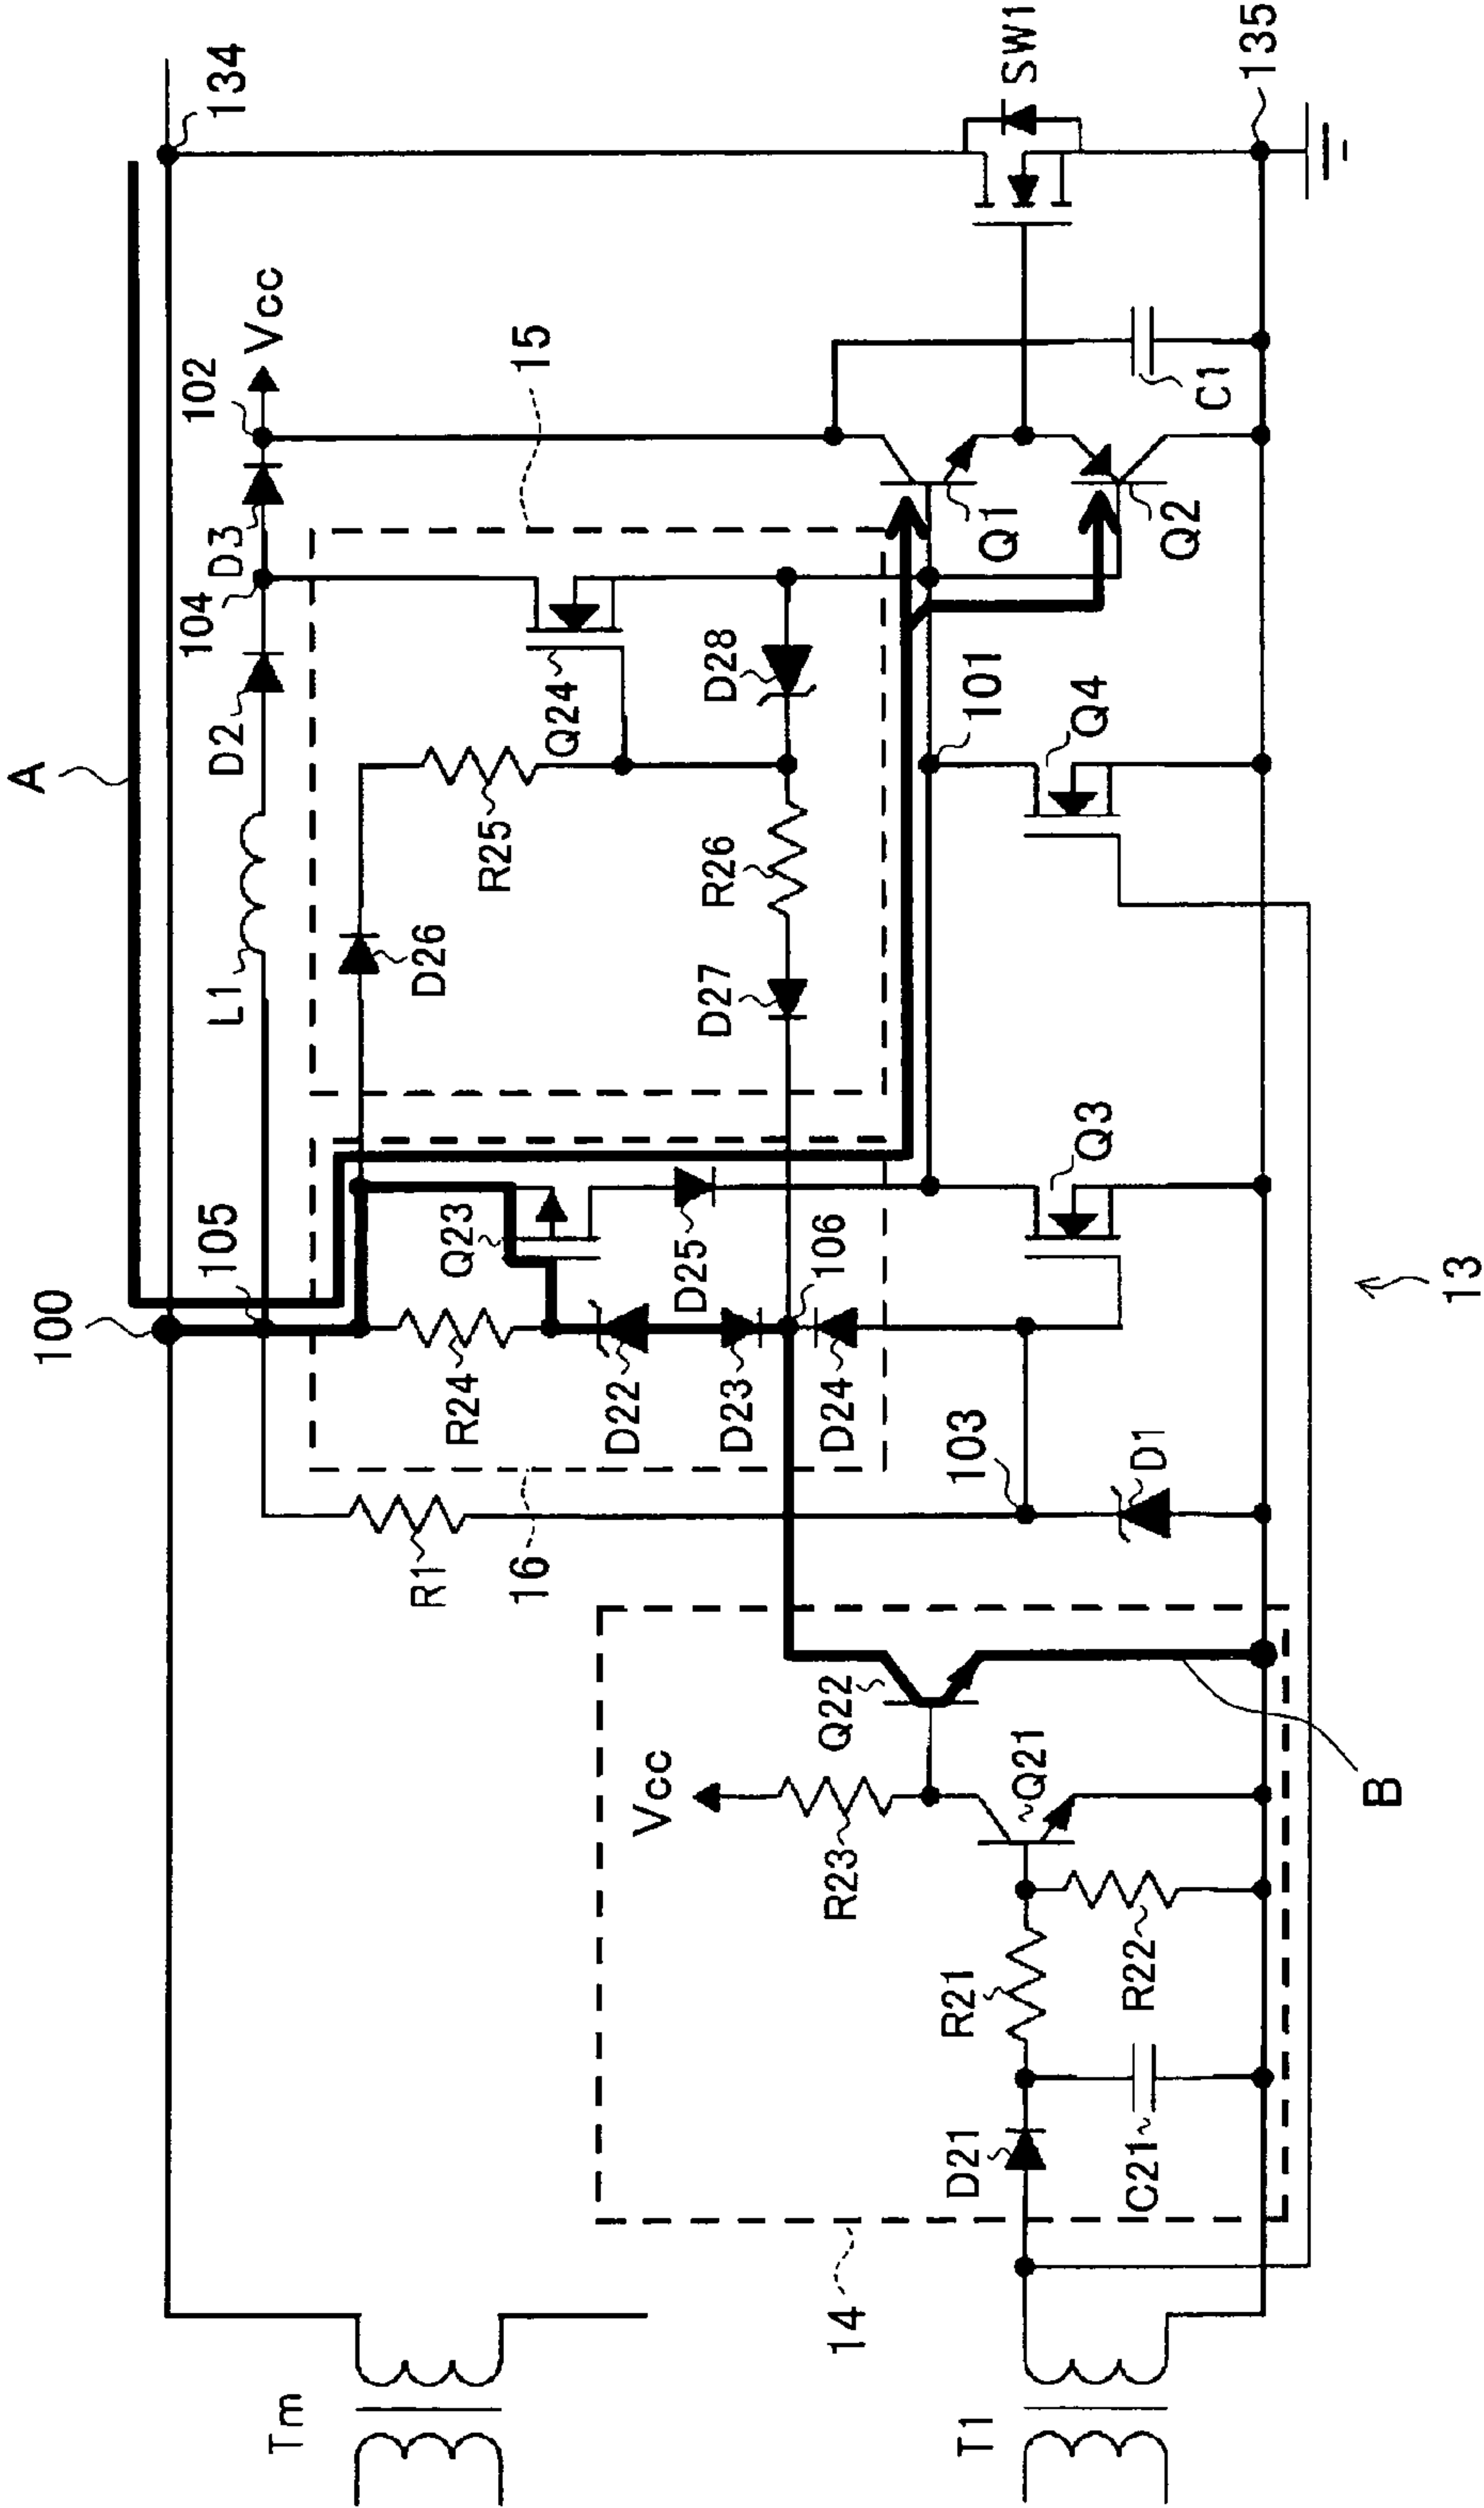 A
100
134
105
L1
D2
104
D3
102
Vcc
15
SW1
135
D26
R25
Q24
D28
R26
D27
Q23
R24
D25
D22
D23
D24
106
101
Q1
Q2
C1
Q4
Q3
103
D1
R1
16
13
Q22
Vcc
R23
Q21
B
R21
R22
D21
C21
14
Tm
T1